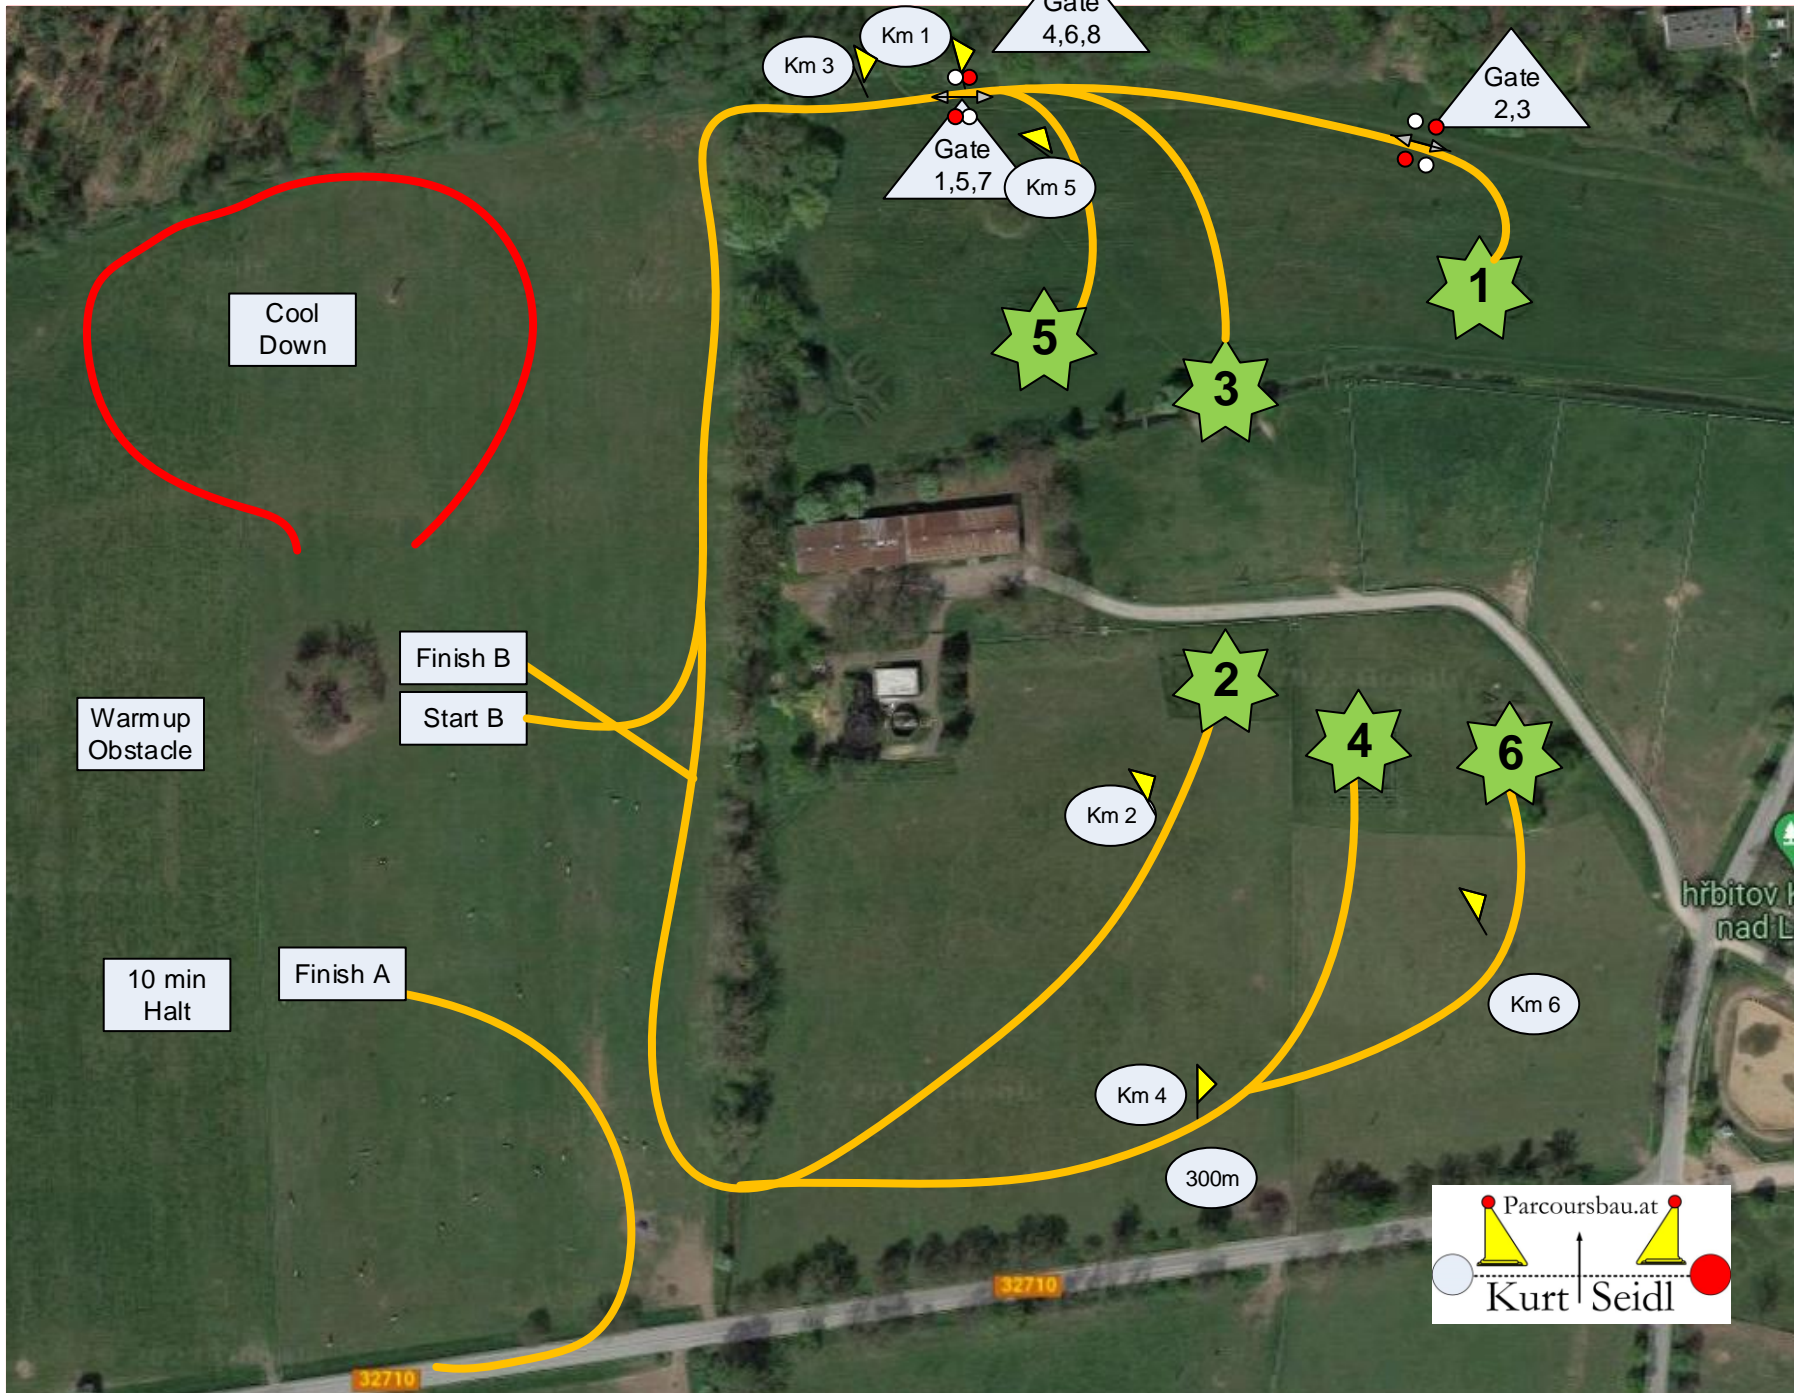 Gate
4,6,8
Km 1
Km 3
Gate
2,3
Gate
1,5,7
Km 5
1
5
3
Cool
Down
Finish B
Start B
Warmup
Obstacle
2
4
6
Km 2
hřbitov K
nad L
10 min
Halt
Finish A
Km 6
Km 4
300m
Parcoursbau.at
Kurt Seidl
32710
32710